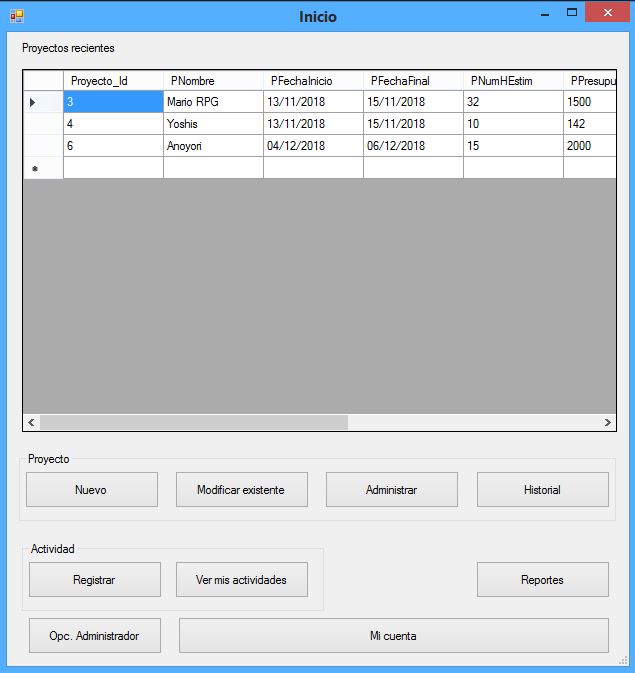 Inicio
Proyectos recientes
Proyecto_Id PNombre PFechaInicio PFechaFinal PNumHEstim PPresupu
3 Mario RPG 13/11/2018 15/11/2018 32 1500
4 Yoshis 13/11/2018 15/11/2018 10 142
6 Anoyori 04/12/2018 06/12/2018 15 2000
Proyecto
Nuevo Modificar existente Administrar Historial
Actividad
Registrar Ver mis actividades Reportes
Opc. Administrador Mi cuenta